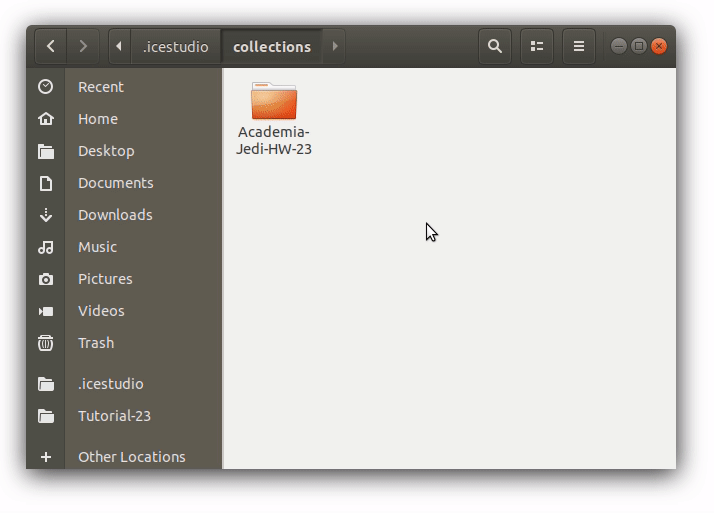 .icestudio
collections
Recent
Home
Desktop
Documents
Downloads
Music
Pictures
Videos
Trash
.icestudio
Tutorial-23
Other Locations
Academia-
Jedi-HW-23